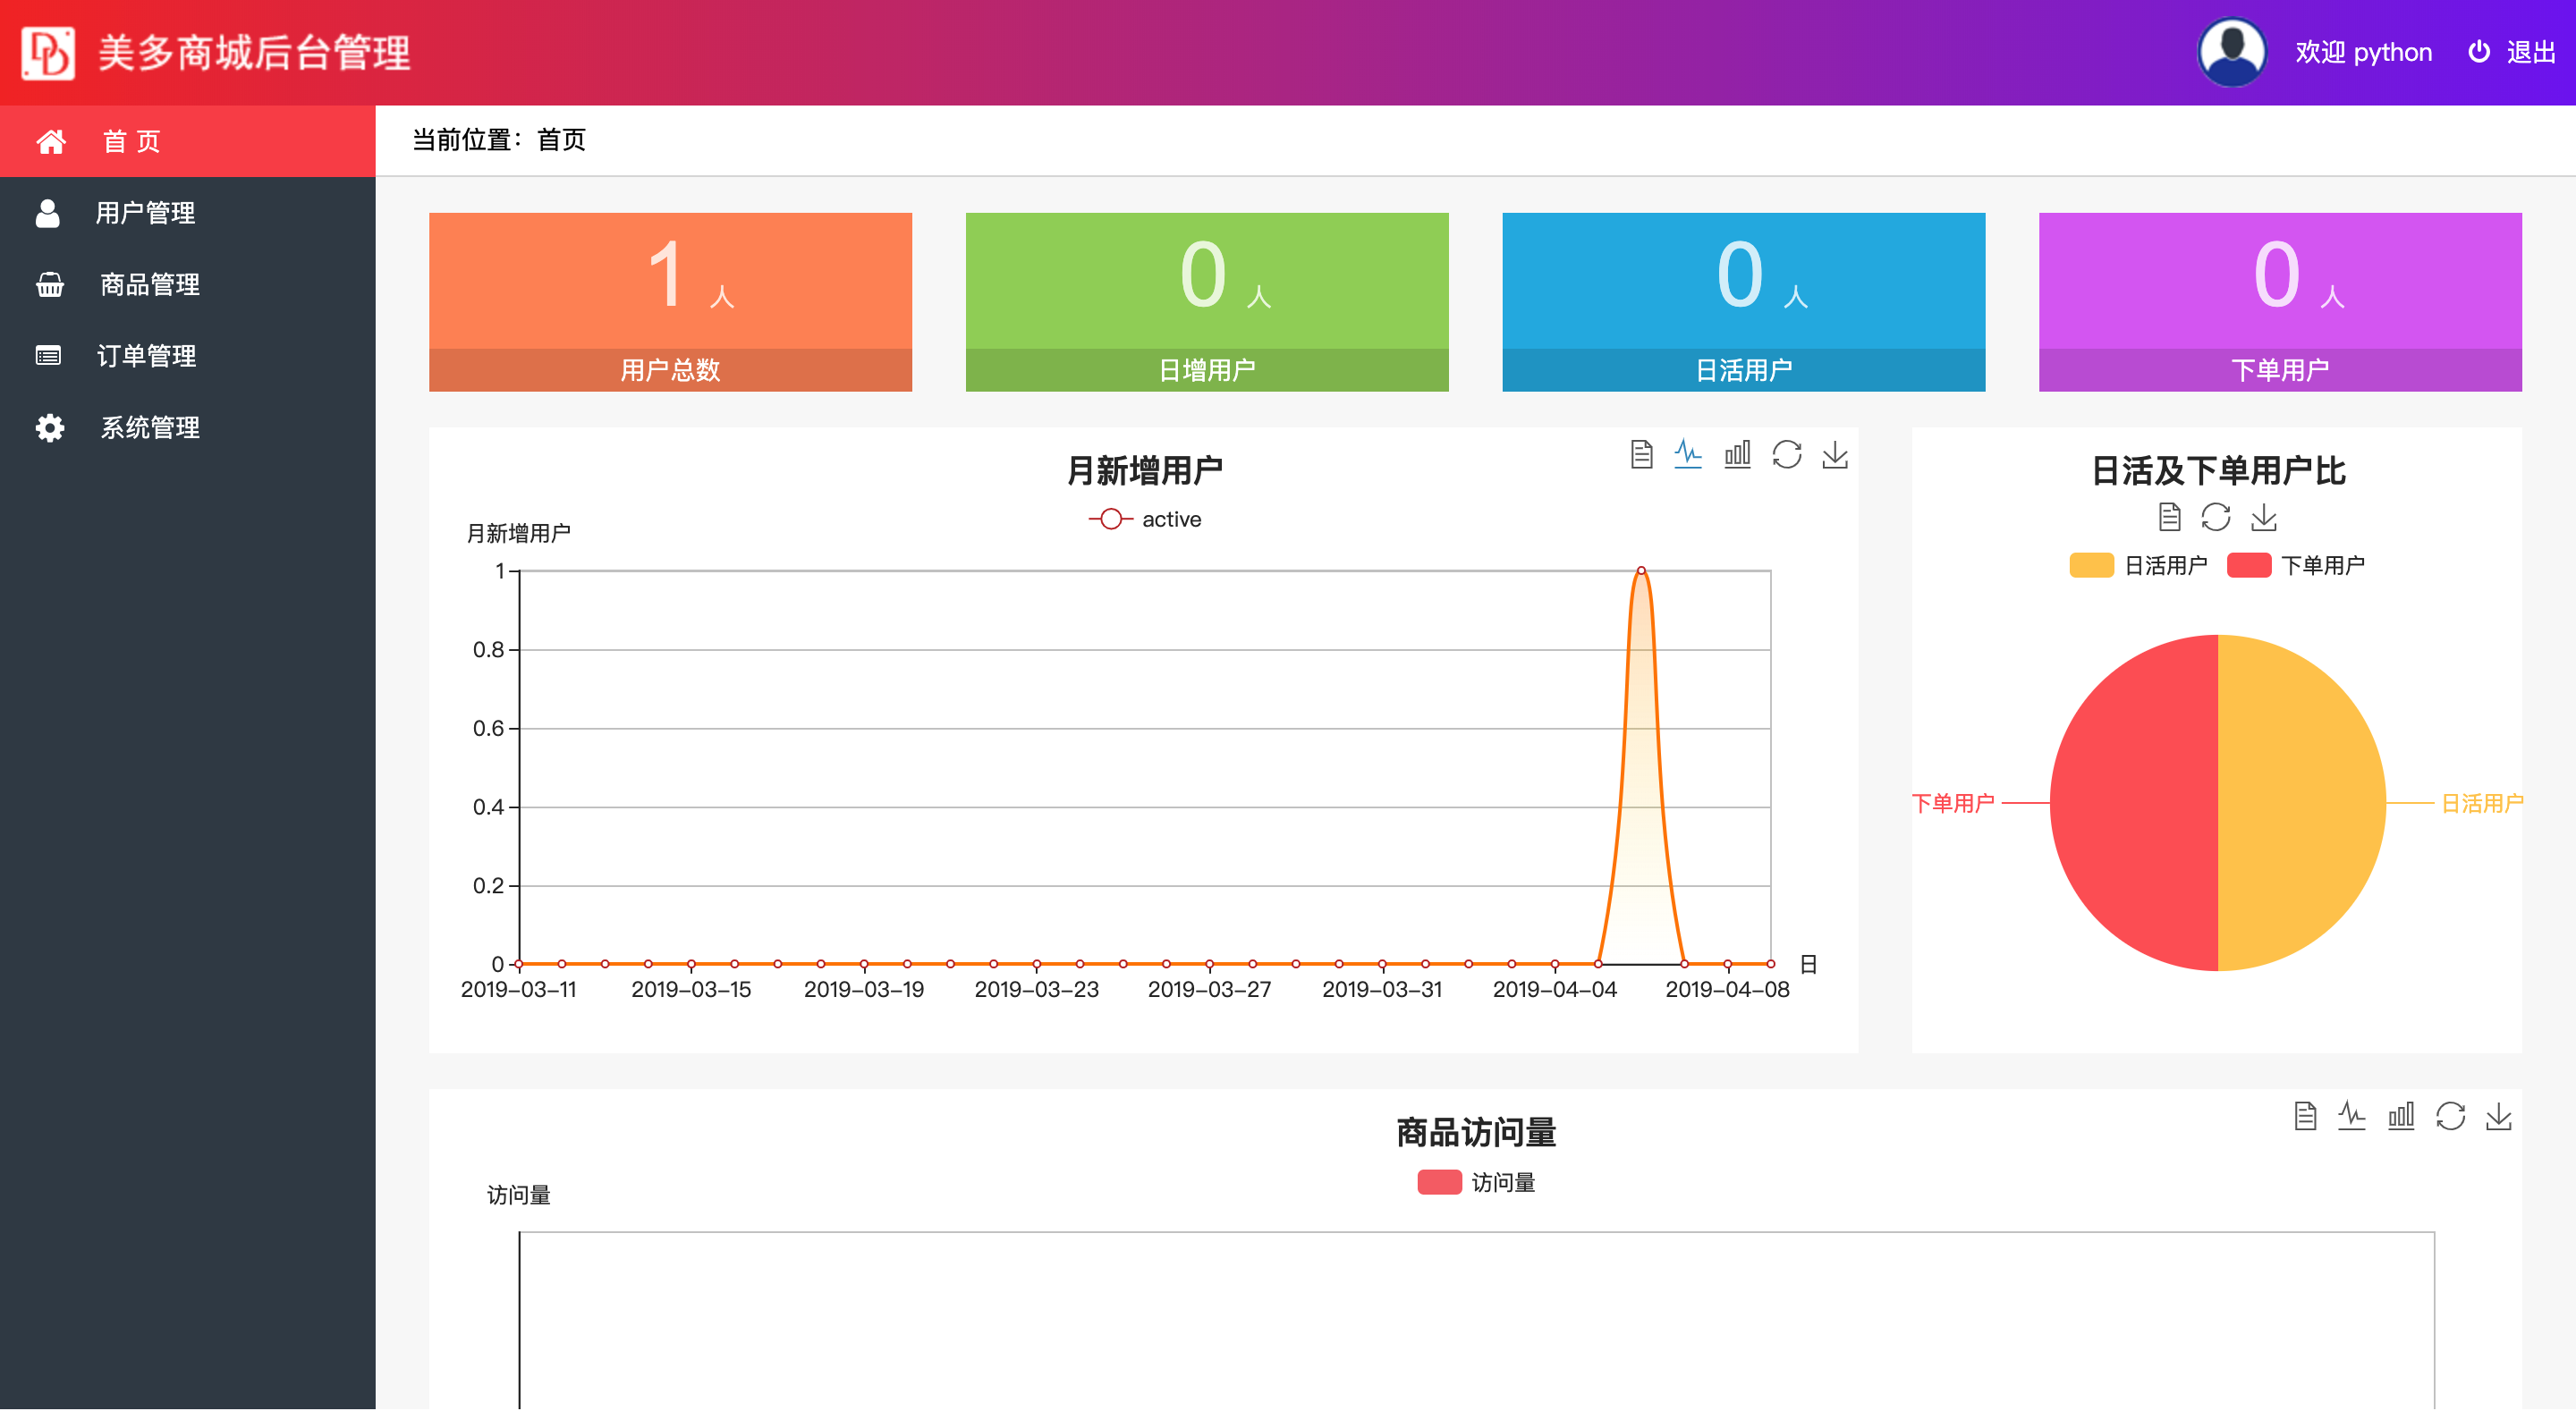 美多商城后台管理
欢迎 python 退出
首 页
用户管理
商品管理
订单管理
系统管理
当前位置：首页
1 人
用户总数
0 人
日增用户
0 人
日活用户
0 人
下单用户
月新增用户
active
月新增用户
1
0.8
0.6
0.4
0.2
0
日
2019-03-11 2019-03-15 2019-03-19 2019-03-23 2019-03-27 2019-03-31 2019-04-04 2019-04-08
日活及下单用户比
日活用户 下单用户
下单用户 日活用户
商品访问量
访问量
访问量